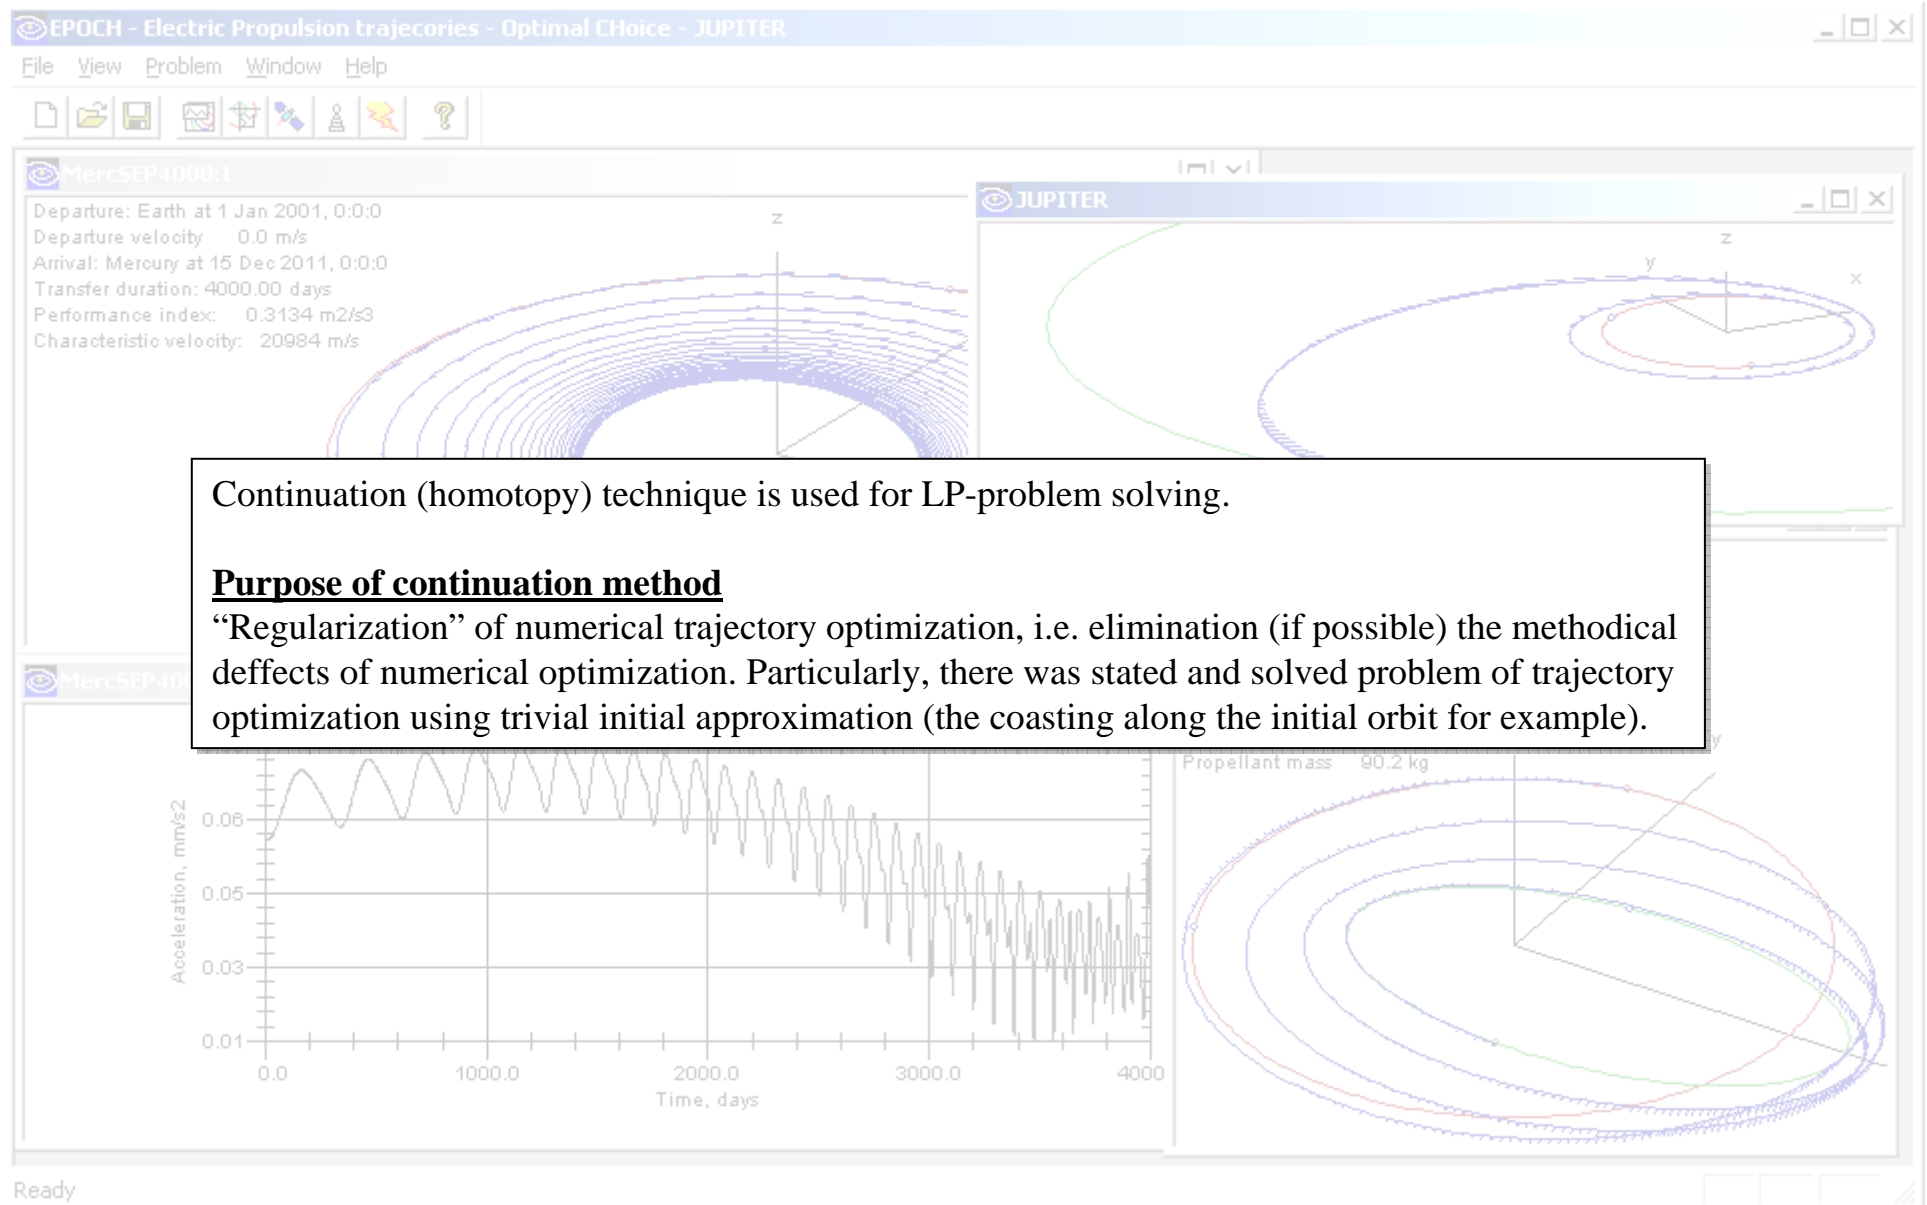 EPOCH - Electric Propulsion trajecories - Optimal CHoice - JUPITER
File View Problem Window Help
MercSEP4000:1
Departure: Earth at 1 Jan 2001, 0:0:0
Departure velocity 0.0 m/s
Arrival: Mercury at 15 Dec 2011, 0:0:0
Transfer duration: 4000.00 days
Performance index: 0.3134 m2/s3
Characteristic velocity: 20984 m/s
z
JUPITER
z
y
x
Continuation (homotopy) technique is used for LP-problem solving.
Purpose of continuation method
“Regularization” of numerical trajectory optimization, i.e. elimination (if possible) the methodical
deffects of numerical optimization. Particularly, there was stated and solved problem of trajectory
optimization using trivial initial approximation (the coasting along the initial orbit for example).
MercSEP400
Acceleration, mm/s2
0.06
0.05
0.03
0.01
0.0 1000.0 2000.0 3000.0 4000
Time, days
y
Propellant mass 90.2 kg
Ready